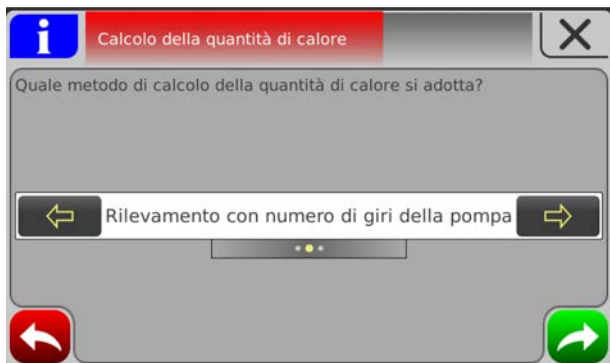 i
Calcolo della quantità di calore
Quale metodo di calcolo della quantità di calore si adotta?
Rilevamento con numero di giri della pompa